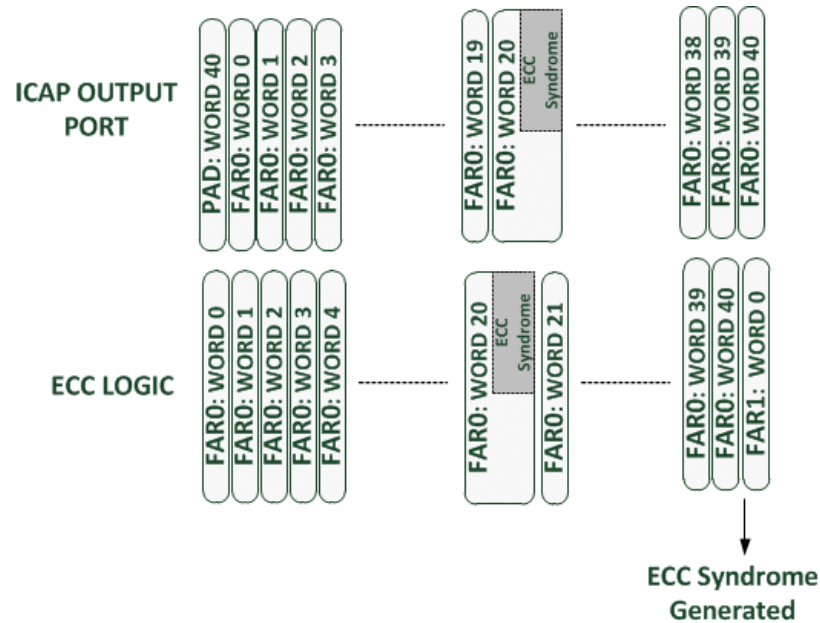 ICAP OUTPUT
PORT
PAD: WORD 40
FAR0: WORD 0
FAR0: WORD 1
FAR0: WORD 2
FAR0: WORD 3
FAR0: WORD 19
FAR0: WORD 20
ECC
Syndrome
FAR0: WORD 38
FAR0: WORD 39
FAR0: WORD 40
ECC LOGIC
FAR0: WORD 0
FAR0: WORD 1
FAR0: WORD 2
FAR0: WORD 3
FAR0: WORD 4
FAR0: WORD 20
ECC
Syndrome
FAR0: WORD 21
FAR0: WORD 39
FAR0: WORD 40
FAR1: WORD 0
ECC Syndrome
Generated